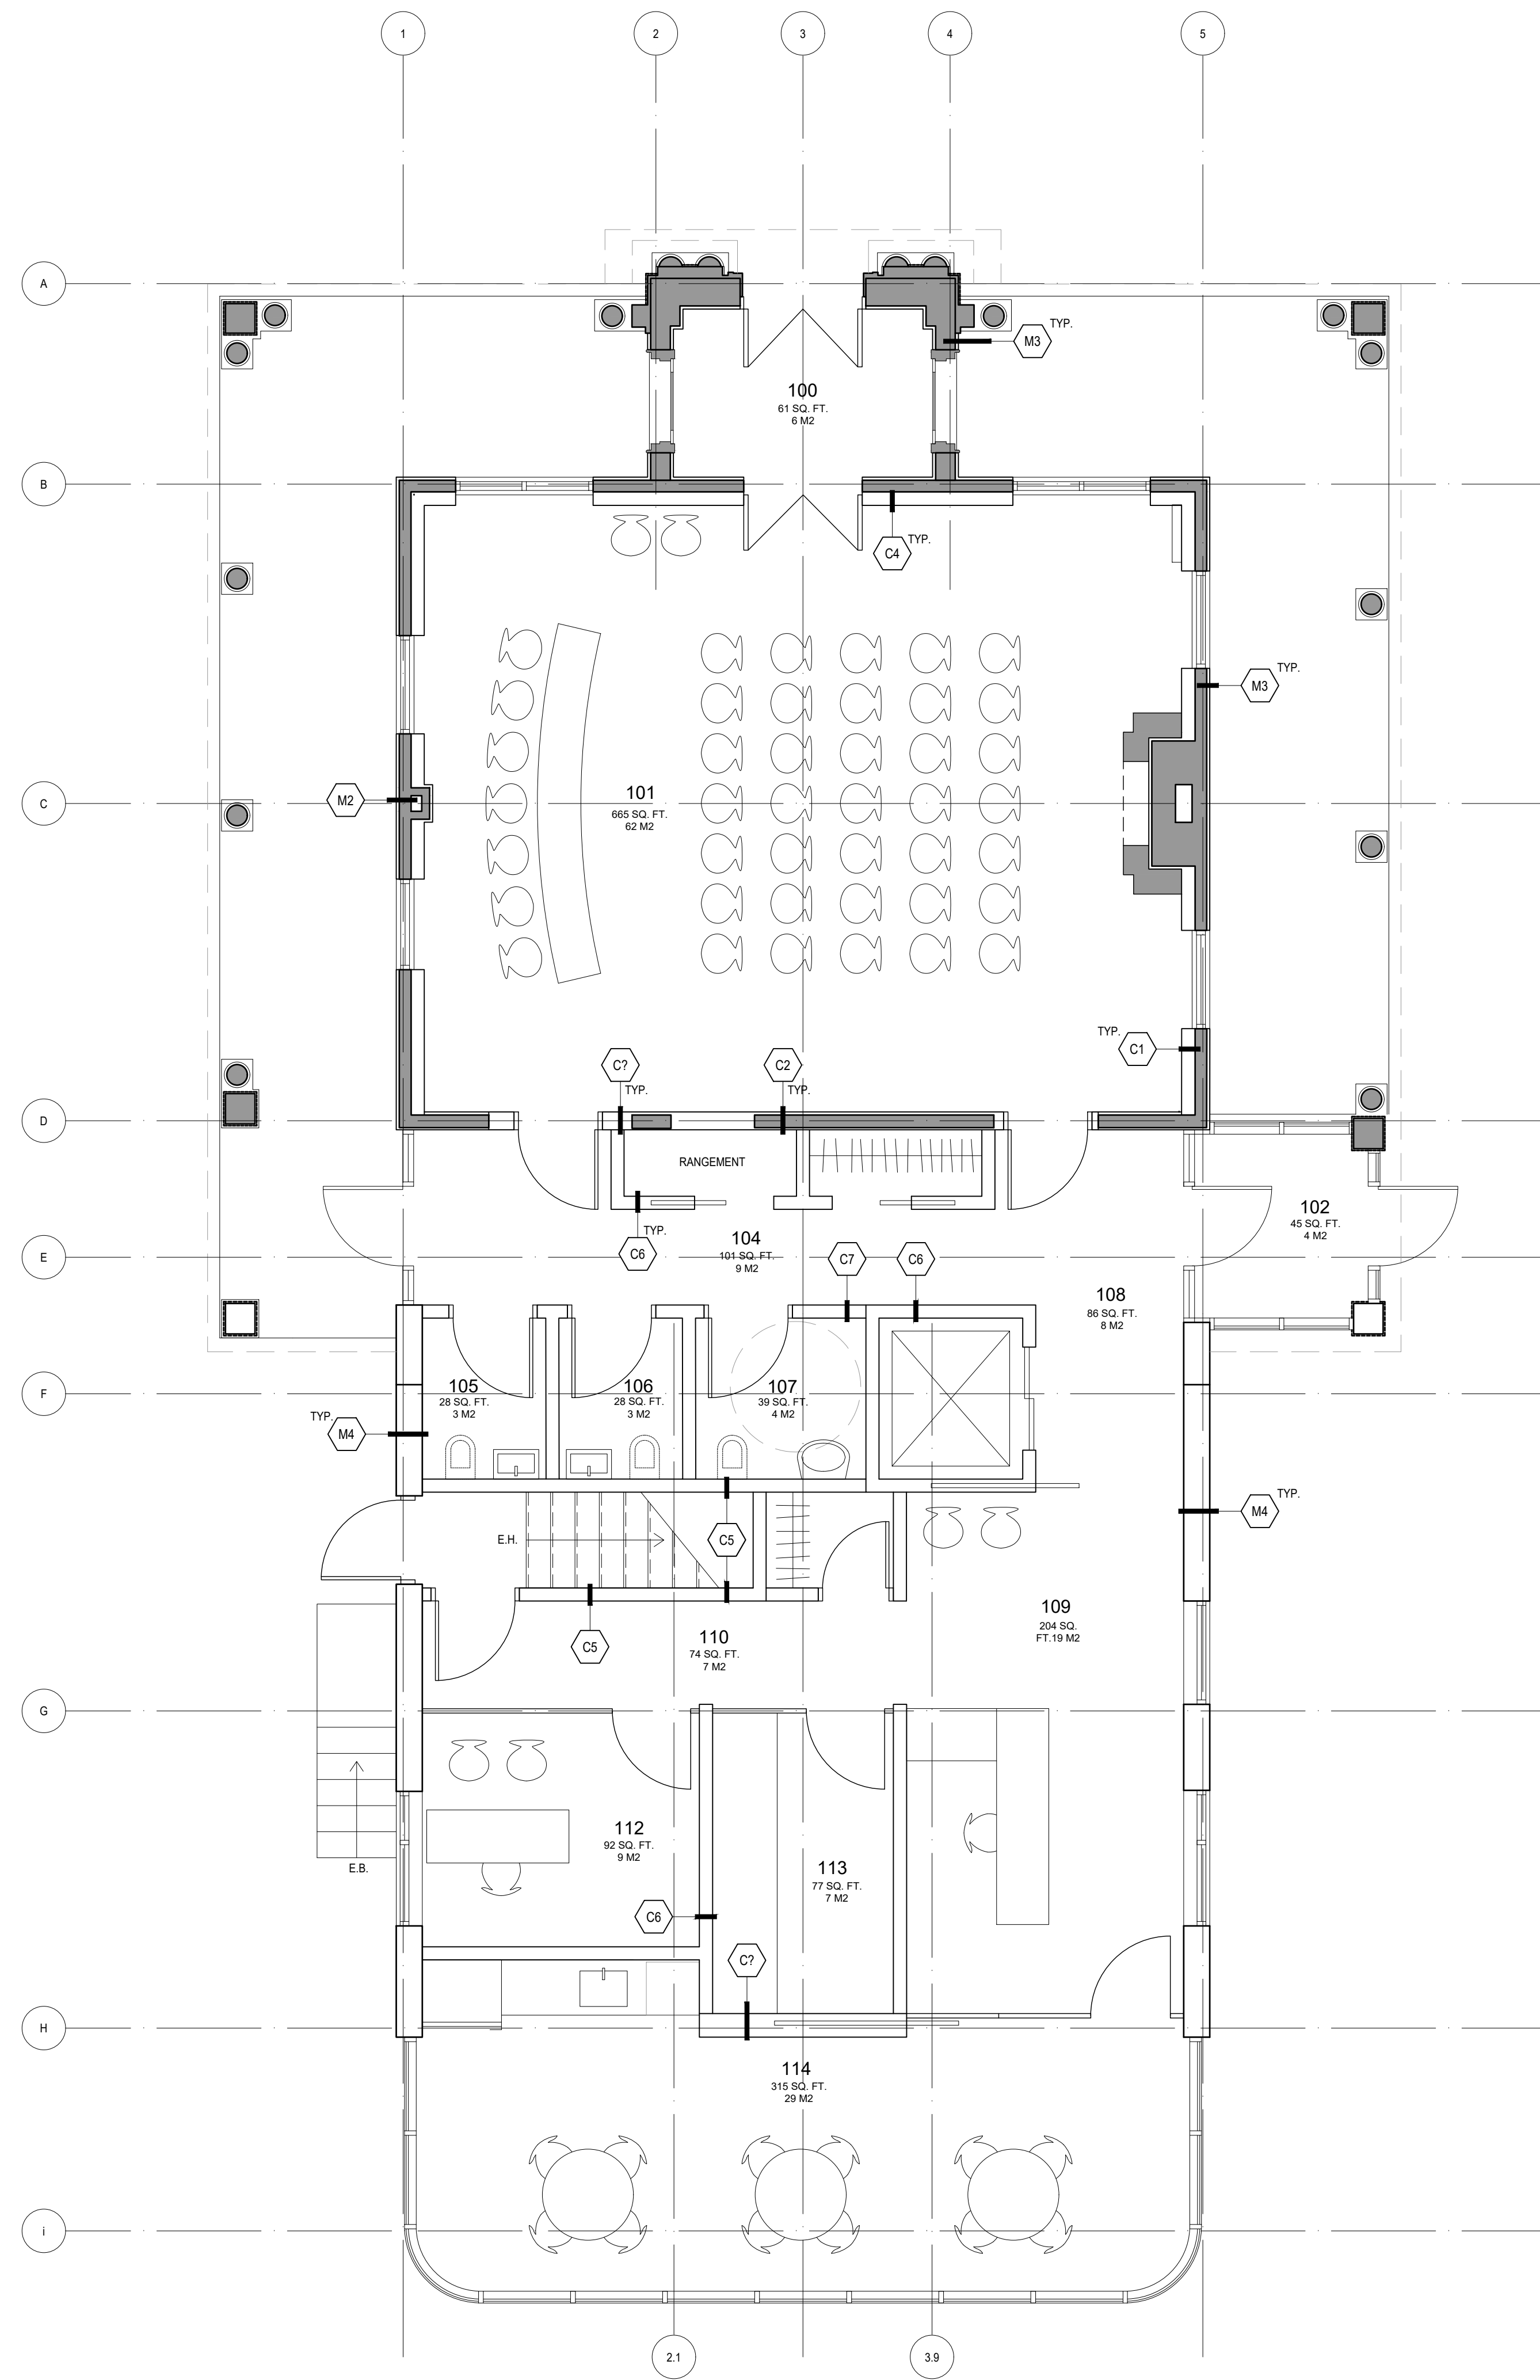 1
2
3
4
5
A
M3
TYP.
100
61 SQ. FT.
6 M2
B
C4
TYP.
M3
TYP.
C
M2
101
665 SQ. FT.
62 M2
C?
TYP.
C2
TYP.
TYP.
C1
D
RANGEMENT
102
45 SQ. FT.
4 M2
TYP.
C6
104
101 SQ. FT.
9 M2
E
C7
C6
108
86 SQ. FT.
8 M2
F
105
28 SQ. FT.
3 M2
106
28 SQ. FT.
3 M2
107
39 SQ. FT.
4 M2
TYP.
M4
TYP.
M4
E.H.
C5
C5
109
204 SQ.
FT.19 M2
110
74 SQ. FT.
7 M2
G
112
92 SQ. FT.
9 M2
E.B.
113
77 SQ. FT.
7 M2
C6
C?
H
114
315 SQ. FT.
29 M2
i
2.1
3.9